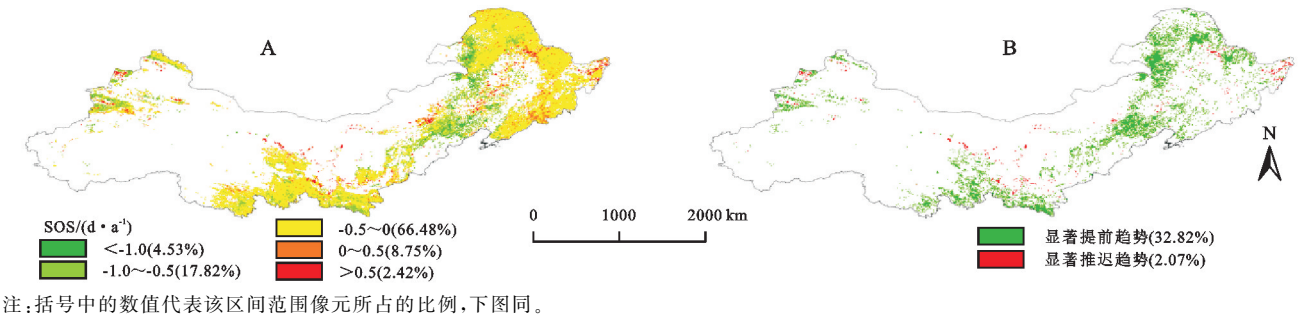 A
B
N
SOS/(d·a⁻¹)
<-1.0(4.53%)
-1.0～-0.5(17.82%)
-0.5～0(66.48%)
0～0.5(8.75%)
>0.5(2.42%)
0 1000 2000 km
显著提前趋势(32.82%)
显著推迟趋势(2.07%)
注:括号中的数值代表该区间范围像元所占的比例,下图同。